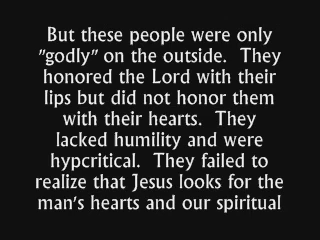 But these people were only
"godly" on the outside.  They
honored the Lord with their
lips but did not honor them
with their hearts.  They
lacked humility and were
hypcritical.  They failed to
realize that Jesus looks for the
man's hearts and our spiritual